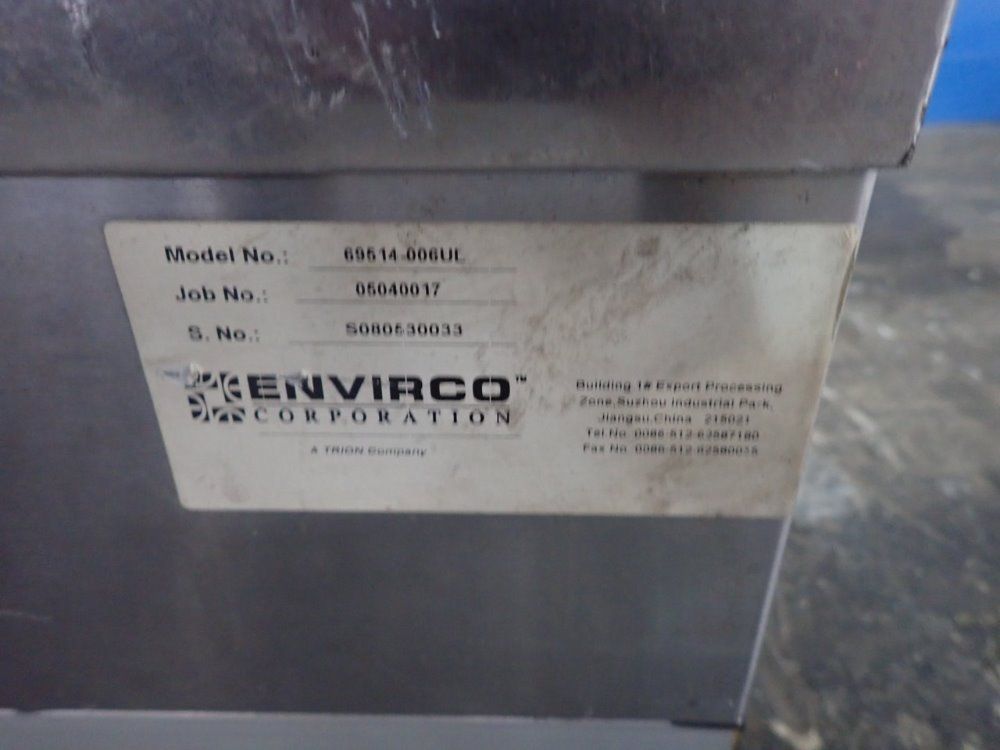 Model No.: 69514-006UL
Job No.: 05040017
S. No.: S080530033
ENVIRCO™
CORPORATION
A TRION Company
Building 1# Export Processing
Zone,Suzhou Industrial Park,
Jiangsu,China 215021
Tel No 0086-512-62587180
Fax No 0086-512-62580035